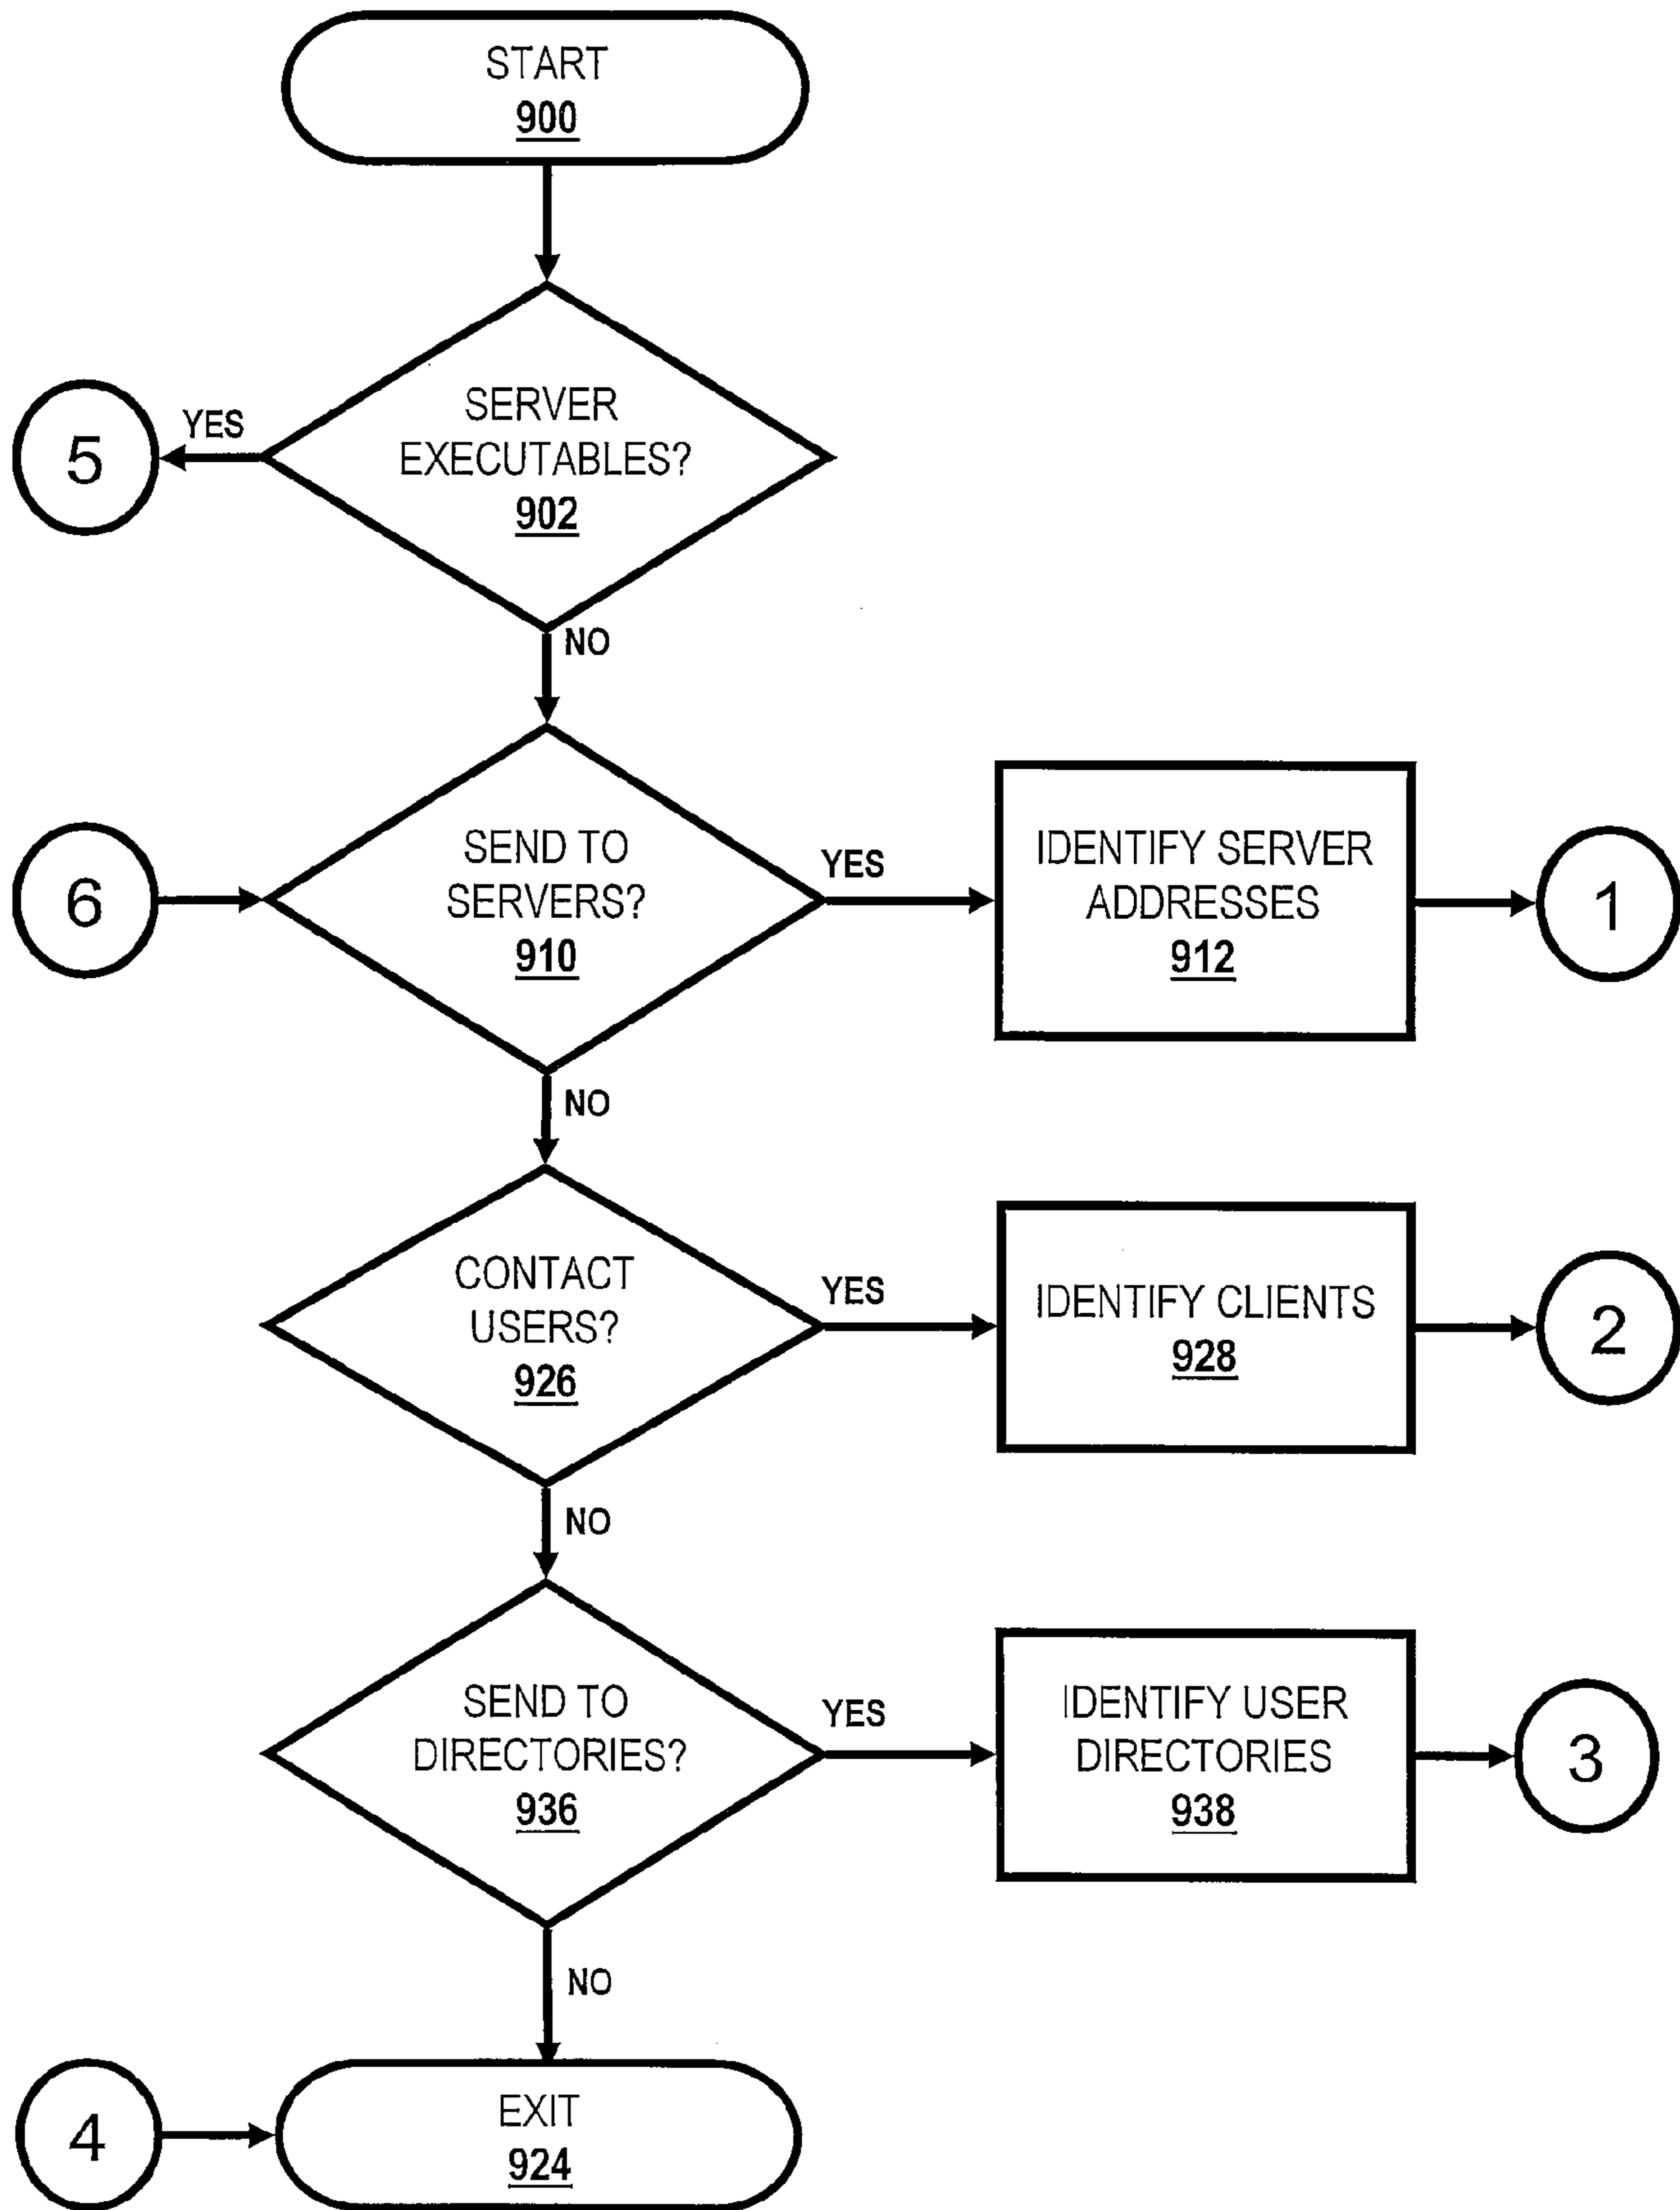 START
900
SERVER
EXECUTABLES?
902
YES
5
NO
6
SEND TO
SERVERS?
910
YES
IDENTIFY SERVER
ADDRESSES
912
1
NO
CONTACT
USERS?
926
YES
IDENTIFY CLIENTS
928
2
NO
SEND TO
DIRECTORIES?
936
YES
IDENTIFY USER
DIRECTORIES
938
3
NO
4
EXIT
924